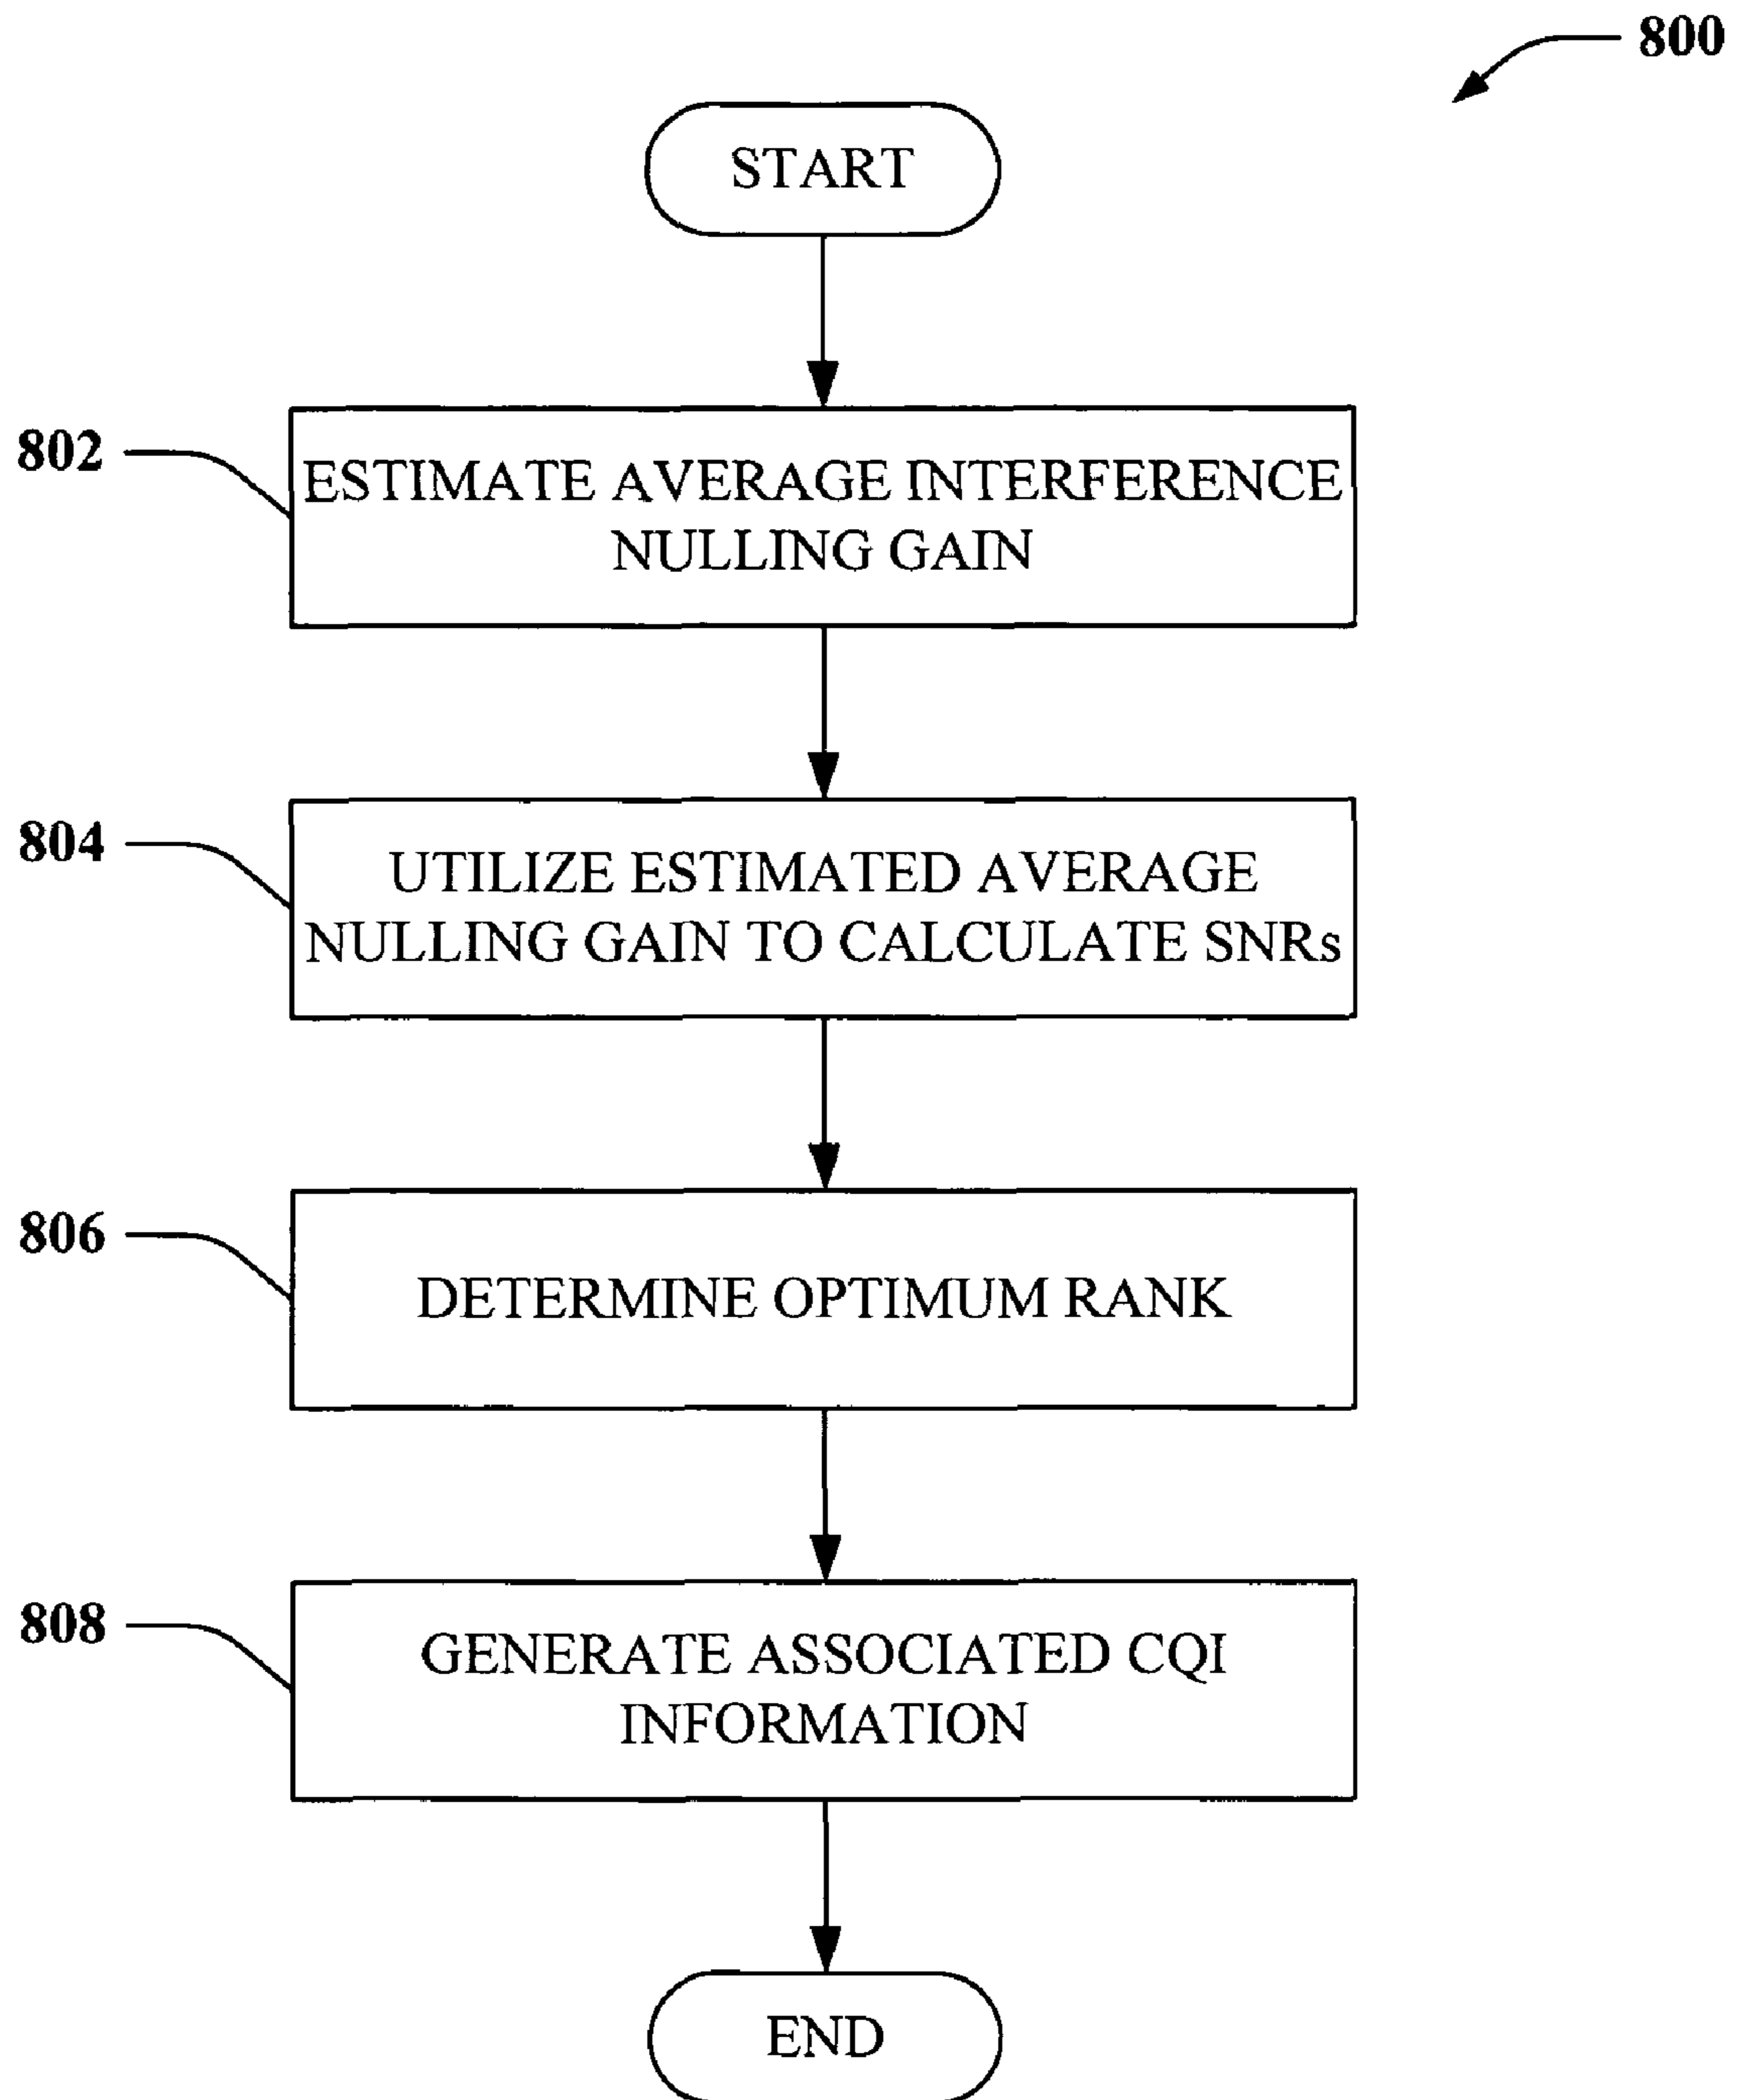 800
START
802
ESTIMATE AVERAGE INTERFERENCE
NULLING GAIN
804
UTILIZE ESTIMATED AVERAGE
NULLING GAIN TO CALCULATE SNRs
806
DETERMINE OPTIMUM RANK
808
GENERATE ASSOCIATED CQI
INFORMATION
END